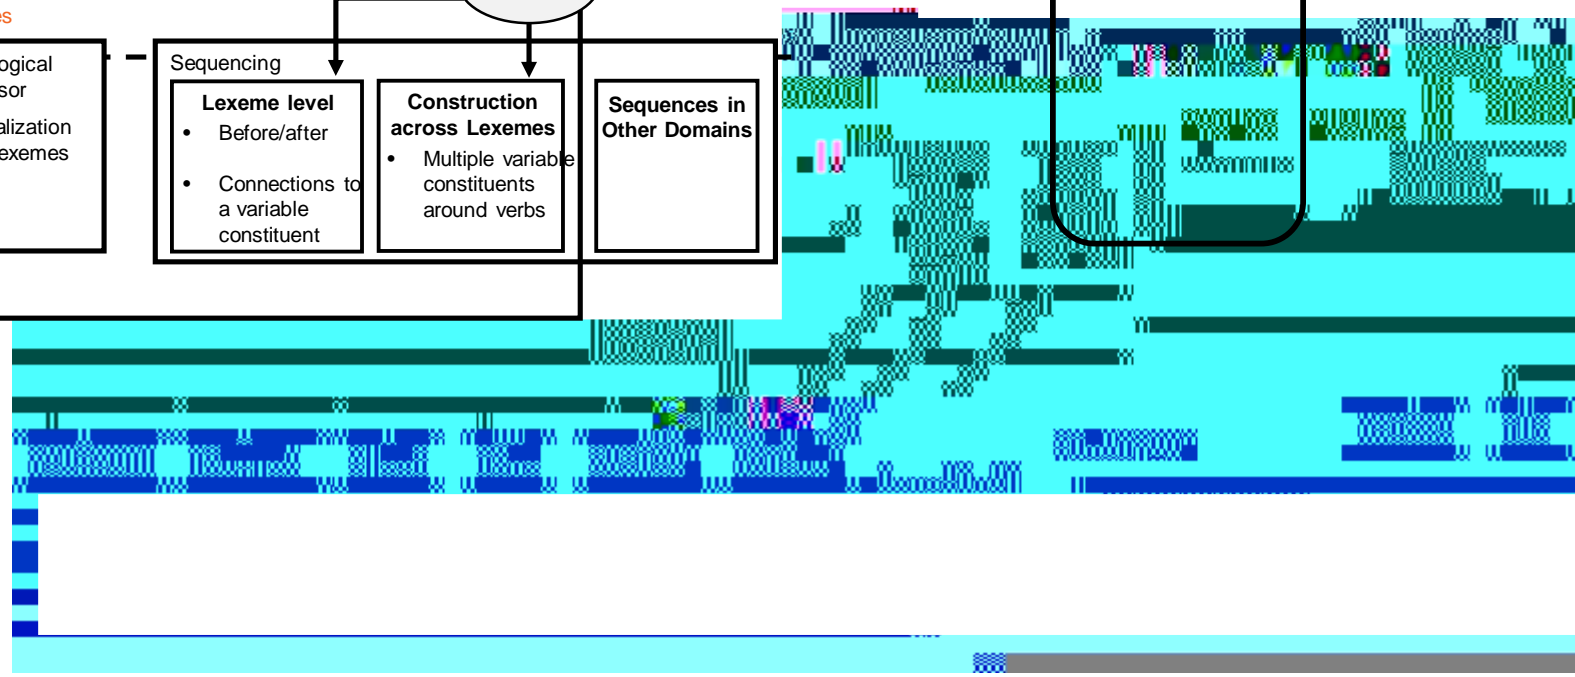 es
ogical
sor
alization
exemes
Sequencing
Lexeme level
• Before/after
• Connections to
a variable
constituent
Construction
across Lexemes
• Multiple variable
constituents
around verbs
Sequences in
Other Domains